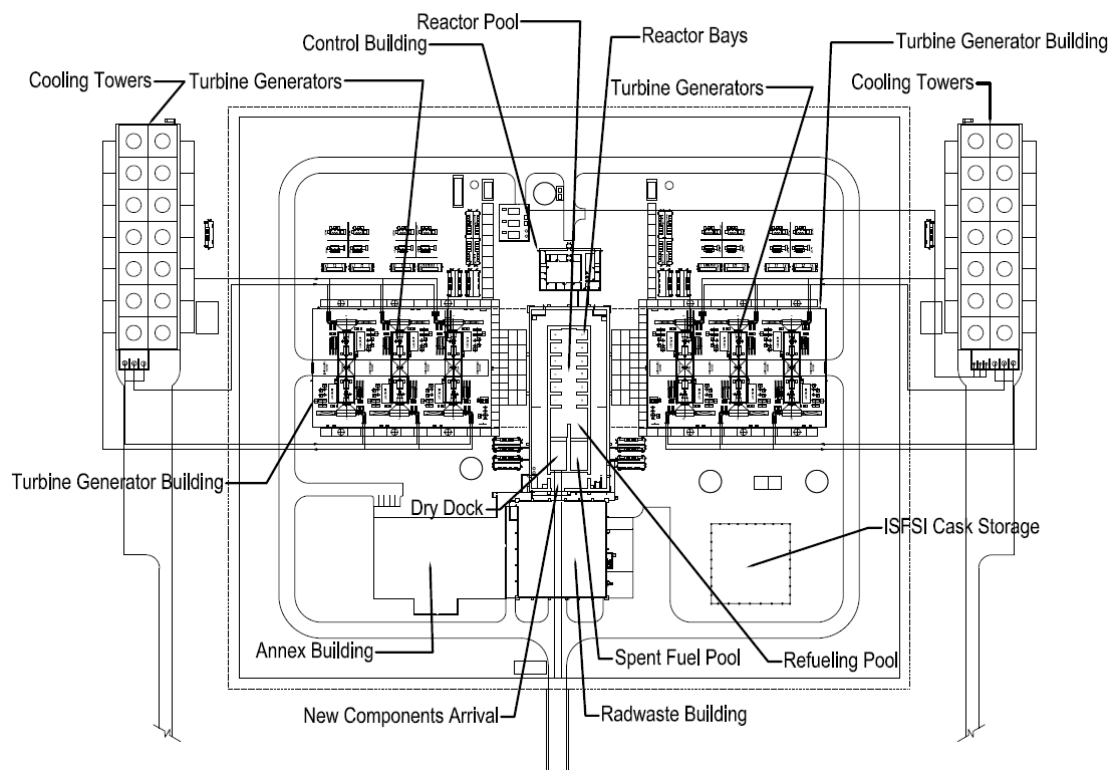 Reactor Pool
Control Building
Reactor Bays
Turbine Generator Building
Cooling Towers
Turbine Generators
Turbine Generators
Cooling Towers
Turbine Generator Building
Dry Dock
ISFSI Cask Storage
Annex Building
Spent Fuel Pool
Refueling Pool
New Components Arrival
Radwaste Building